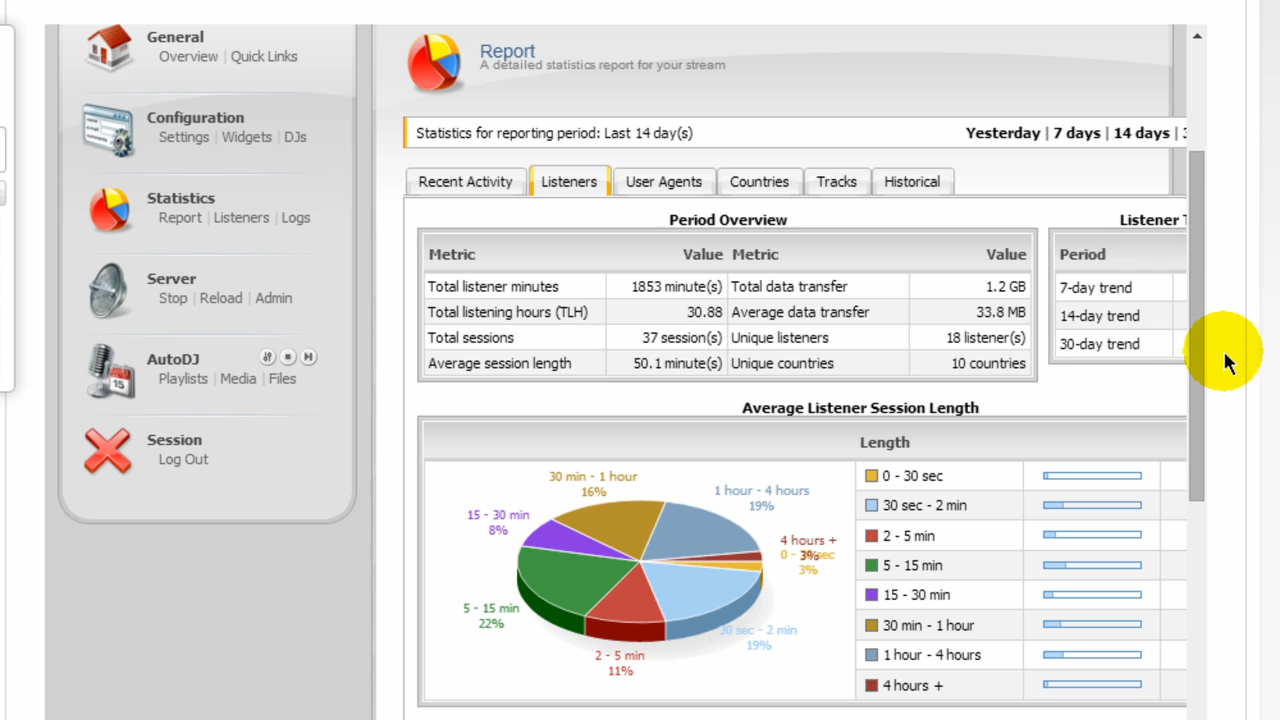 General
Overview | Quick Links
Configuration
Settings | Widgets | DJs
Statistics
Report | Listeners | Logs
Server
Stop | Reload | Admin
AutoDJ
15
Playlists | Media | Files
Session
Log Out
Report
A detailed statistics report for your stream
Statistics for reporting period: Last 14 day(s)
Yesterday | 7 days | 14 days |
Recent Activity Listeners User Agents Countries Tracks Historical
Period Overview
Metric Value Metric Value
Total listener minutes 1853 minute(s) Total data transfer 1.2 GB
Total listening hours (TLH) 30.88 Average data transfer 33.8 MB
Total sessions 37 session(s) Unique listeners 18 listener(s)
Average session length 50.1 minute(s) Unique countries 10 countries
Listener
Period
7-day trend
14-day trend
30-day trend
Average Listener Session Length
Length
30 min - 1 hour
16%
1 hour - 4 hours
19%
15 - 30 min
8%
4 hours +
3%
0 - 30 sec
3%
5 - 15 min
22%
30 sec - 2 min
19%
2 - 5 min
11%
0 - 30 sec
30 sec - 2 min
2 - 5 min
5 - 15 min
15 - 30 min
30 min - 1 hour
1 hour - 4 hours
4 hours +